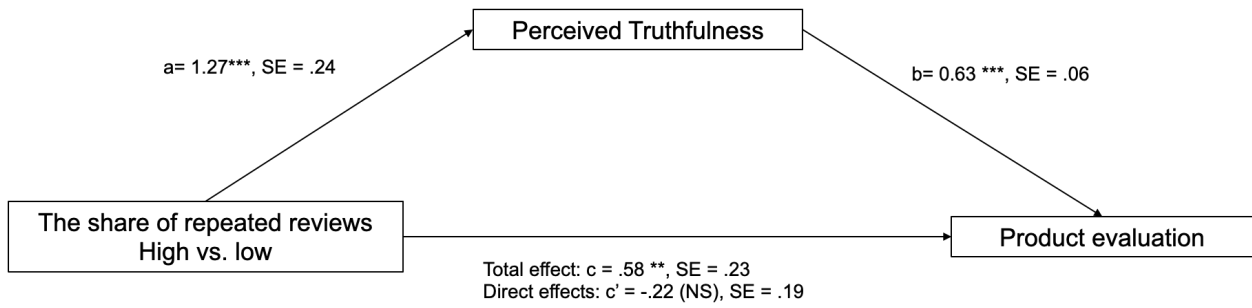 Perceived Truthfulness
a= 1.27***, SE = .24
b= 0.63 ***, SE = .06
The share of repeated reviews
High vs. low
Product evaluation
Total effect: c = .58 **, SE = .23
Direct effects: c’ = -.22 (NS), SE = .19